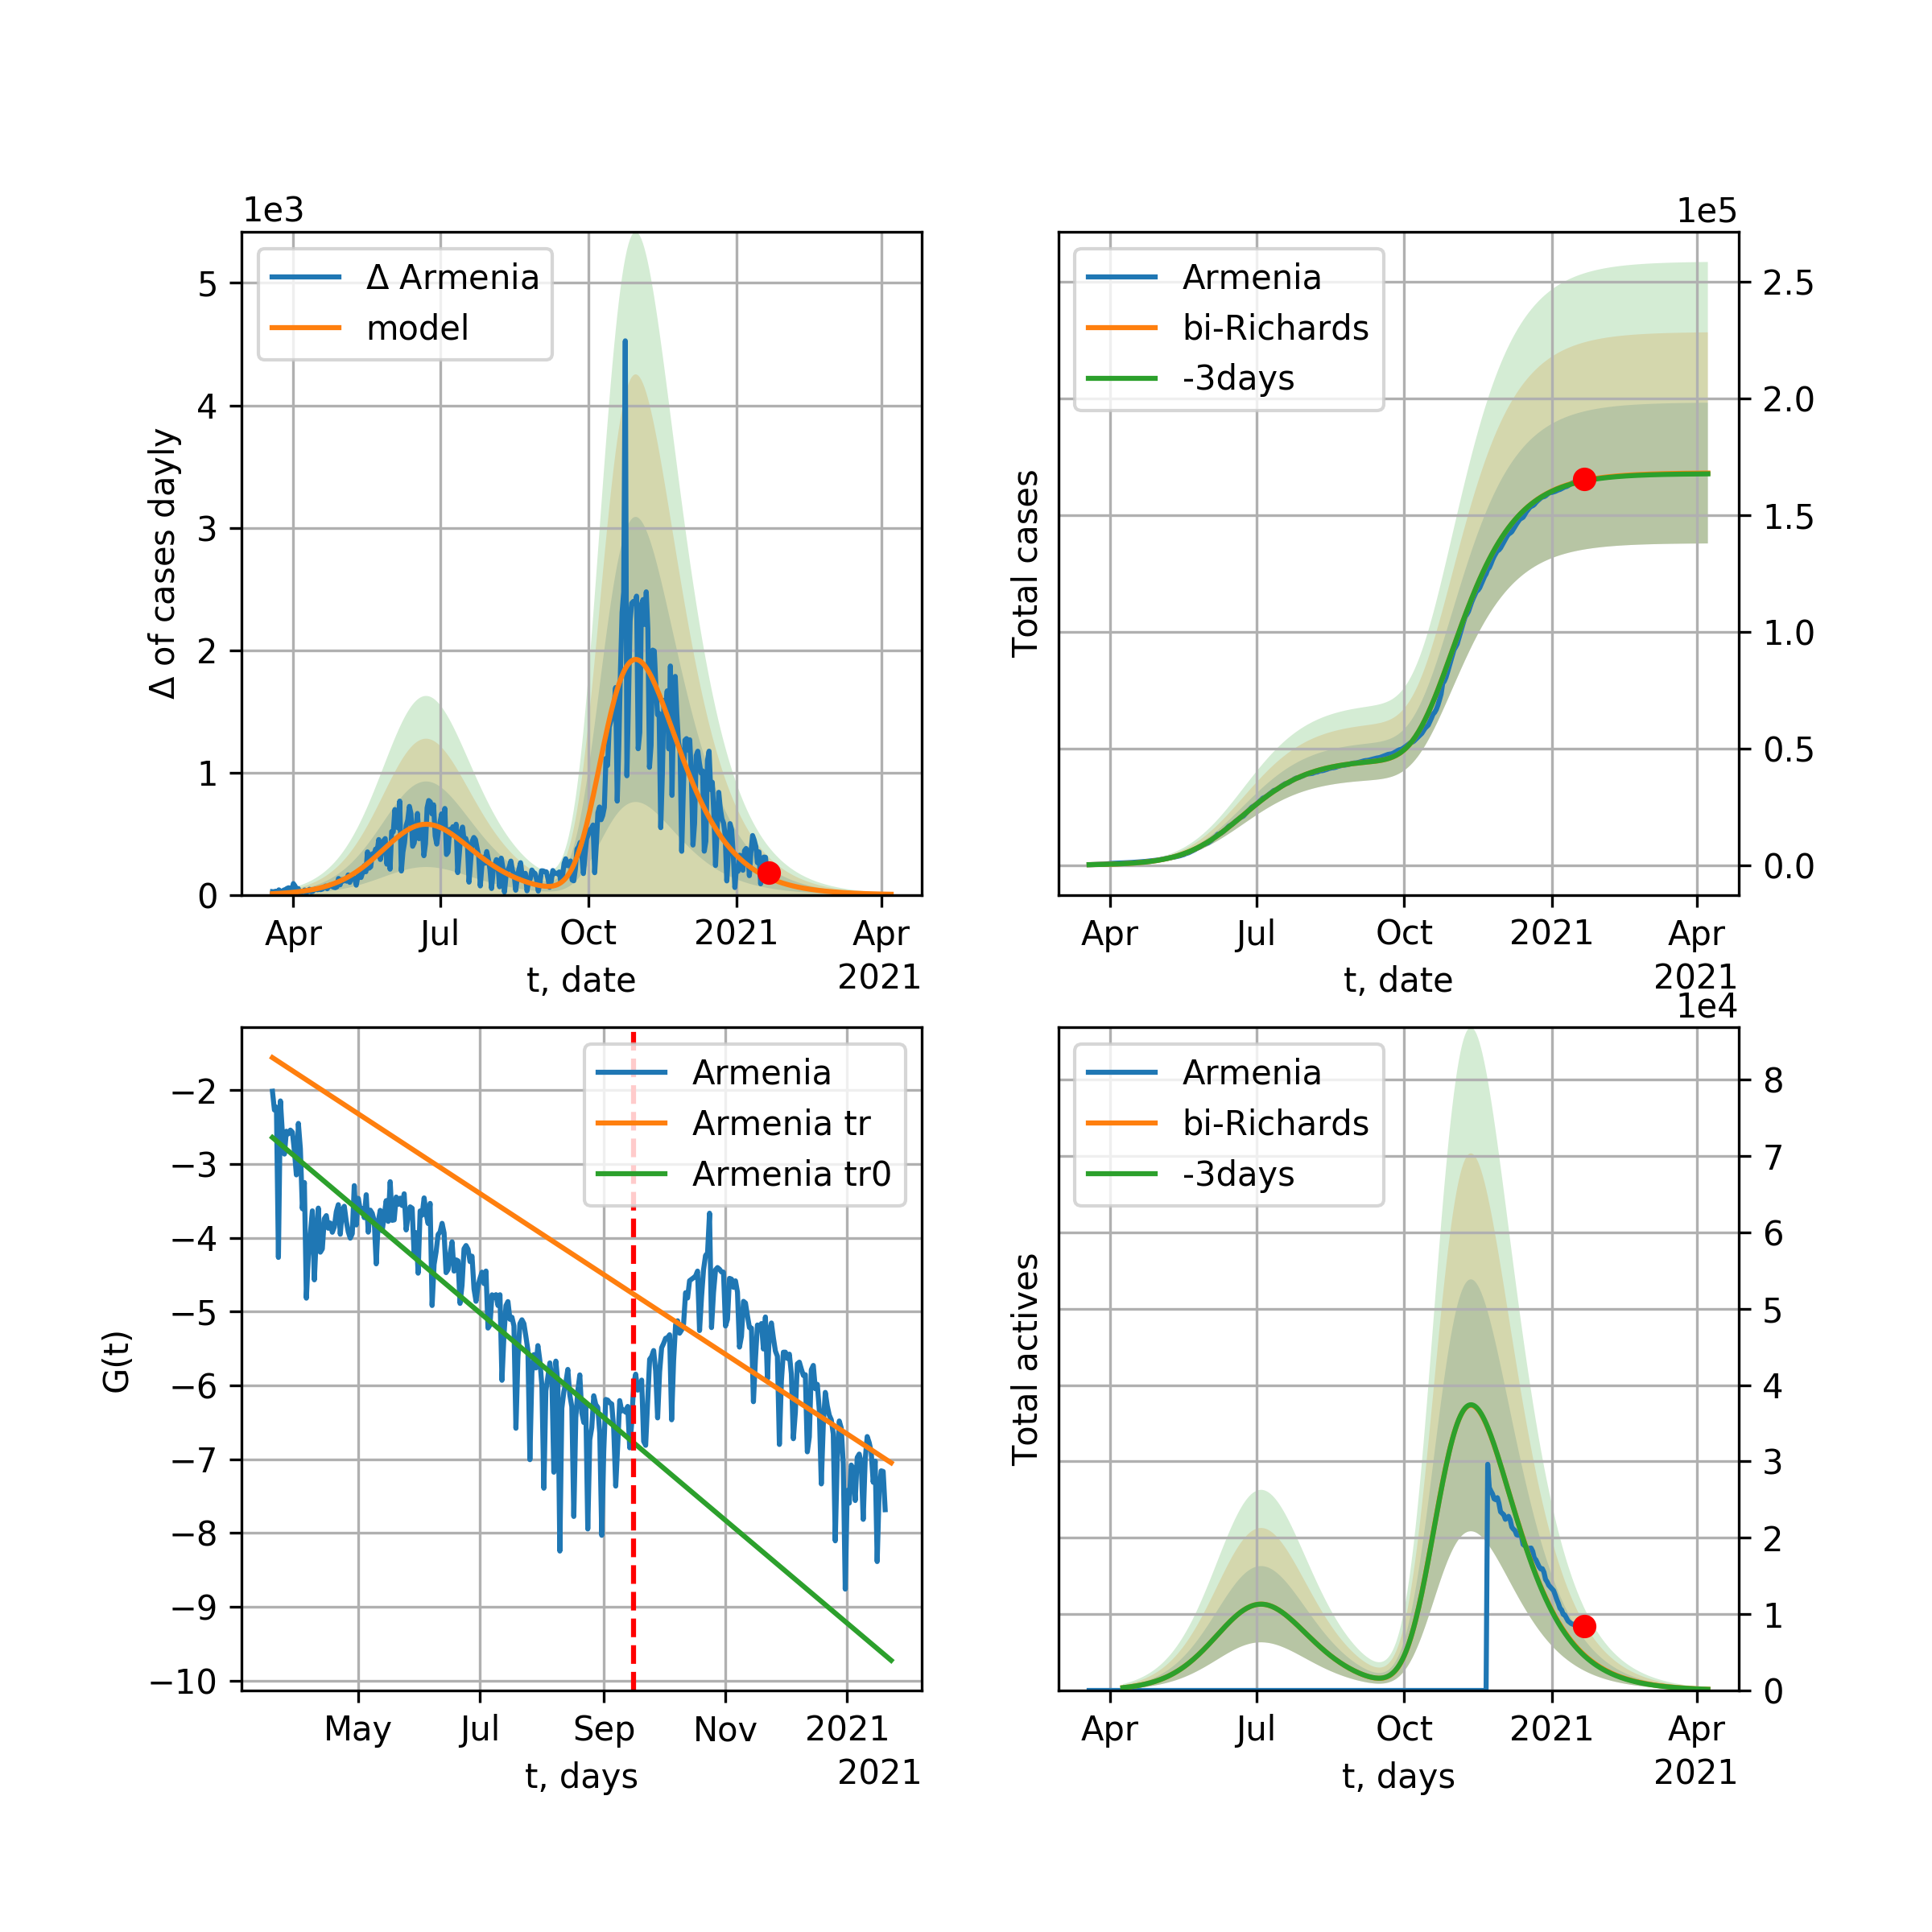 1e3
Δ of cases dayly
5
4
3
2
1
0
Δ Armenia
model
Apr
Jul
Oct
2021
Apr
t, date
2021
1e5
Total cases
Armenia
bi-Richards
-3days
2.5
2.0
1.5
1.0
0.5
0.0
Apr
Jul
Oct
2021
Apr
t, date
2021
G(t)
−2
−3
−4
−5
−6
−7
−8
−9
−10
Armenia
Armenia tr
Armenia tr0
May
Jul
Sep
Nov
2021
t, days
2021
1e4
Total actives
Armenia
bi-Richards
-3days
8
7
6
5
4
3
2
1
0
Apr
Jul
Oct
2021
Apr
t, days
2021